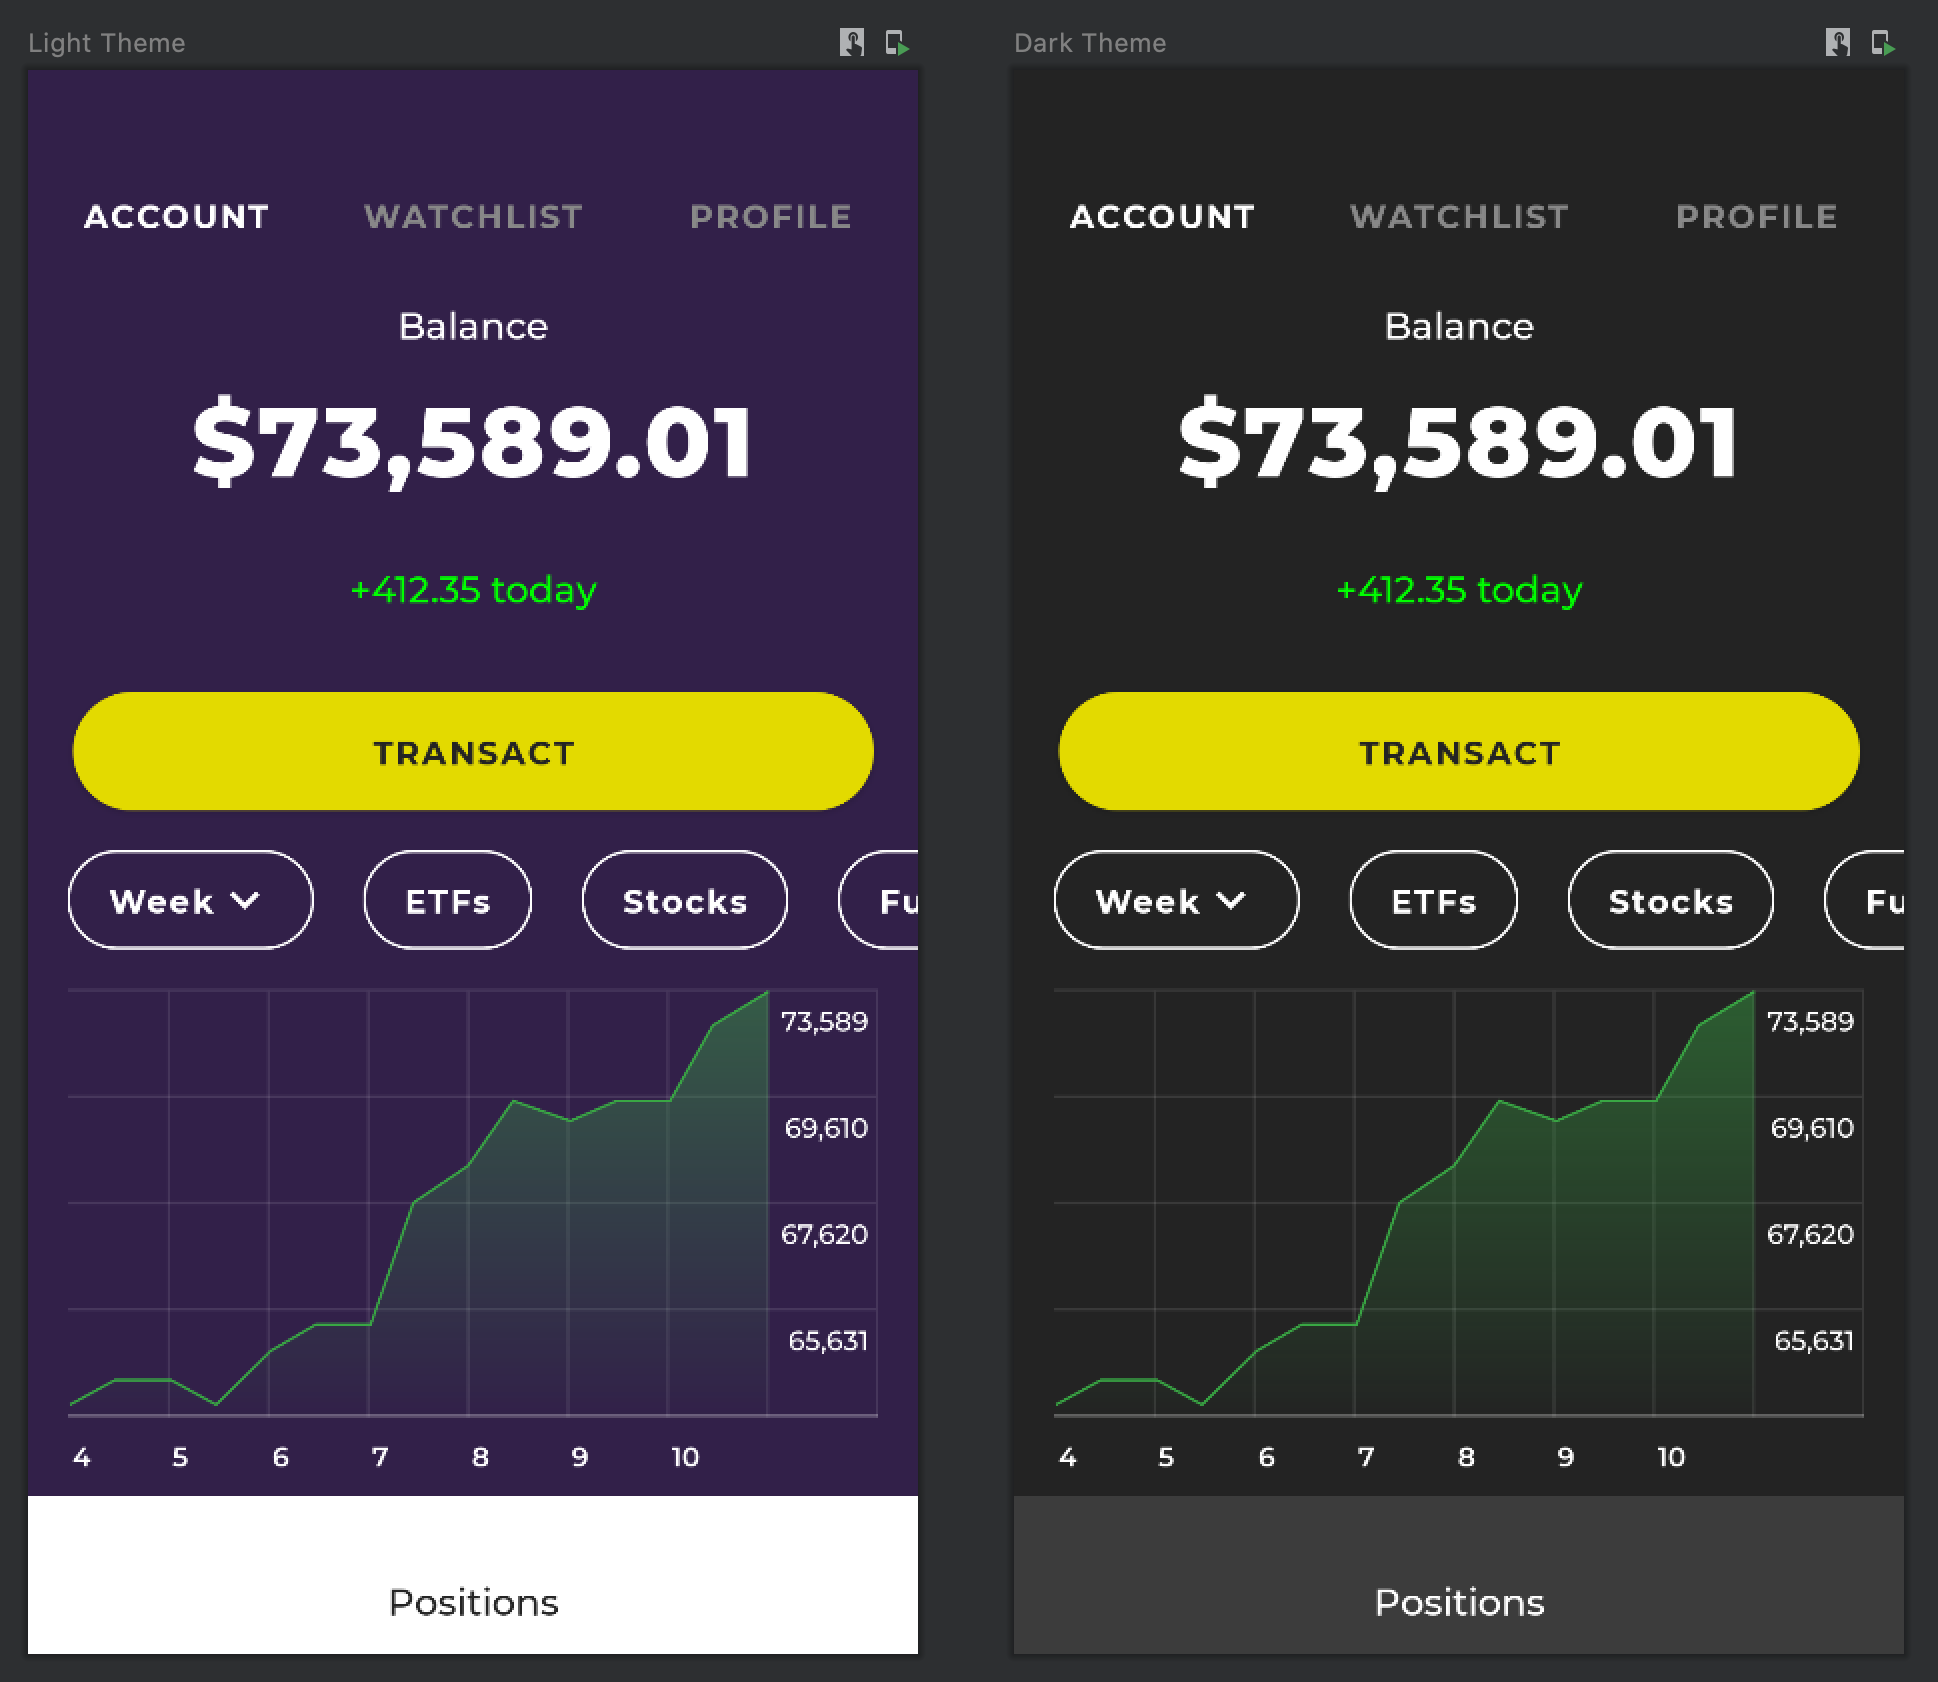 Light Theme
ACCOUNT WATCHLIST PROFILE
Balance
$73,589.01
+412.35 today
TRANSACT
Week ETFs Stocks Fu
73,589
69,610
67,620
65,631
4 5 6 7 8 9 10
Positions
Dark Theme
ACCOUNT WATCHLIST PROFILE
Balance
$73,589.01
+412.35 today
TRANSACT
Week ETFs Stocks Fu
73,589
69,610
67,620
65,631
4 5 6 7 8 9 10
Positions